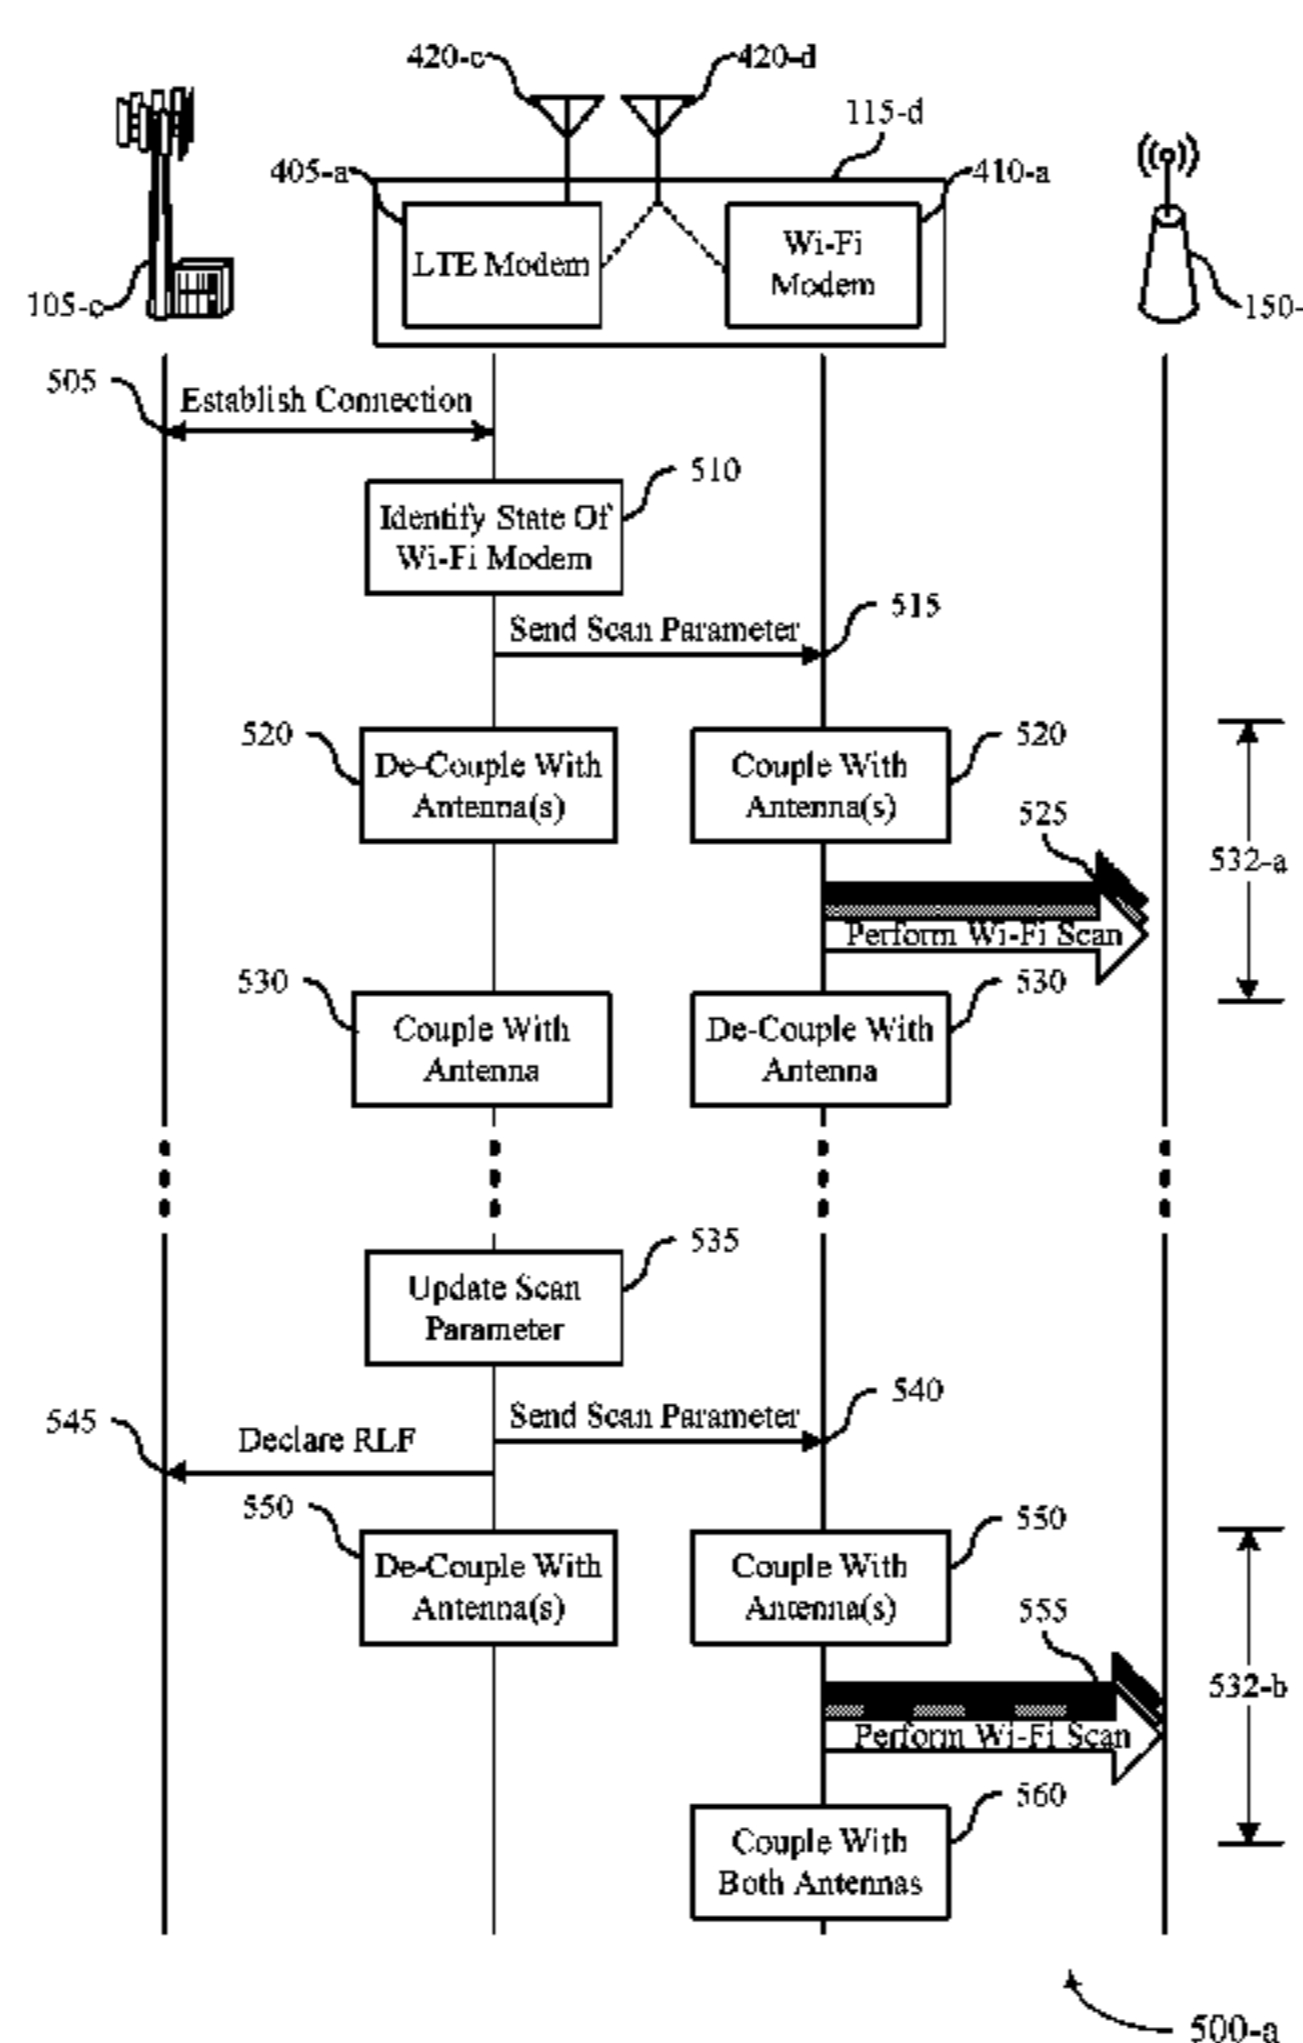 420-c
420-d
115-d
405-a
410-a
LTE Modem
Wi-Fi
Modem
105-c
150-
505
Establish Connection
510
Identify State Of
Wi-Fi Modem
515
Send Scan Parameter
520
De-Couple With
Antenna(s)
Couple With
Antenna(s)
520
525
532-a
Perform Wi-Fi Scan
530
Couple With
Antenna
De-Couple With
Antenna
530
535
Update Scan
Parameter
540
545
Send Scan Parameter
Declare RLF
550
De-Couple With
Antenna(s)
Couple With
Antenna(s)
550
555
532-b
Perform Wi-Fi Scan
560
Couple With
Both Antennas
500-a